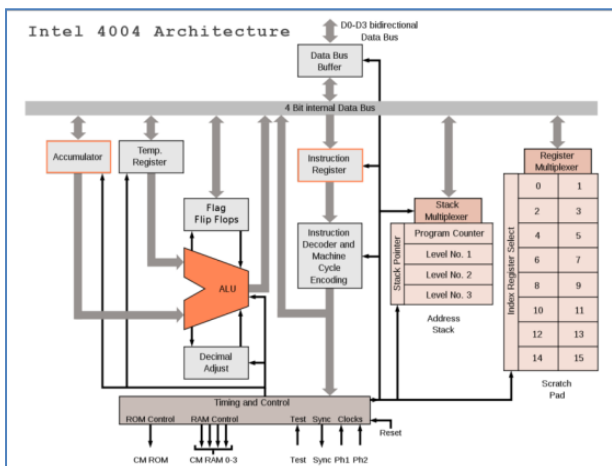 Intel 4004 Architecture
D0-D3 bidirectional
Data Bus
Data Bus
Buffer
4 Bit internal Data Bus
Accumulator
Temp.
Register
Instruction
Register
Register
Multiplexer
Flag
Flip Flops
Stack
Multiplexer
Instruction
Decoder and
Machine
Cycle
Encoding
Stack Pointer
Program Counter
Level No. 1
Level No. 2
Level No. 3
Address
Stack
Index Register Select
0 1
2 3
4 5
6 7
8 9
10 11
12 13
14 15
Scratch
Pad
ALU
Decimal
Adjust
Timing and Control
ROM Control RAM Control Test Sync Clocks
Reset
CM ROM CM RAM 0-3 Test Sync Ph1 Ph2